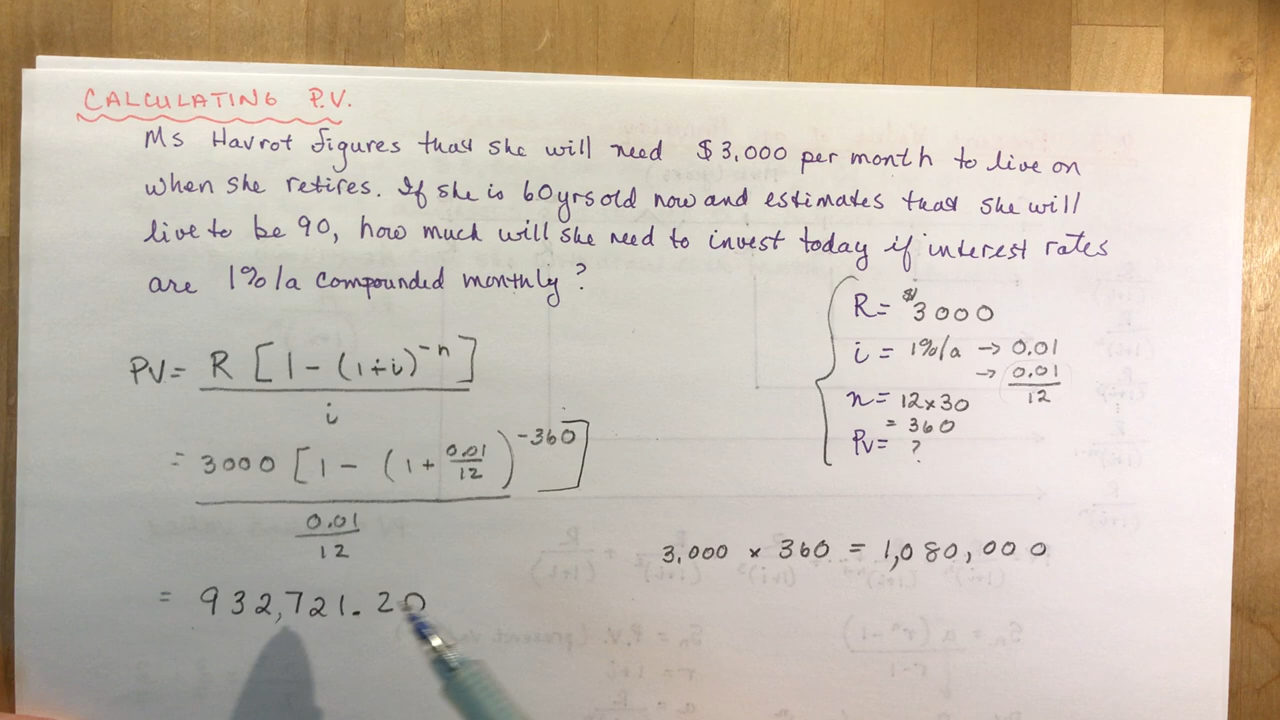 CALCULATING P.V.
Ms Havrot figures that she will need $3,000 per month to live on
when she retires. If she is 60yrs old now and estimates that she will
live to be 90, how much will she need to invest today if interest rates
are 1%/a compounded monthly?
R = $3000
i = 1%/a → 0.01
→ 0.01/12
n = 12×30
= 360
PV = ?
PV = R[1-(1+i)^-n]
i
= 3000[1-(1+0.01/12)^-360]
0.01/12
3,000 × 360 = 1,080,000
= 932,721.20